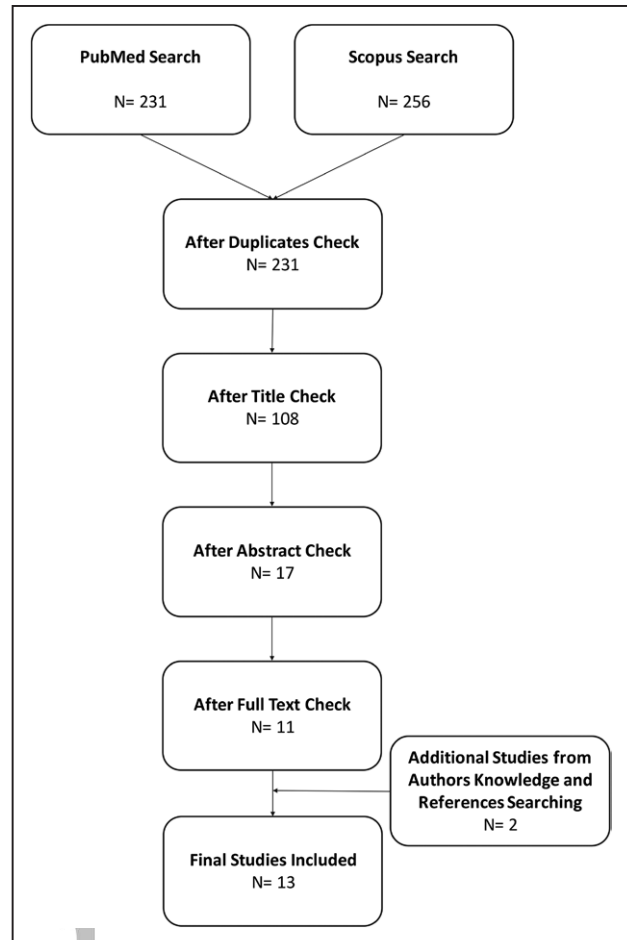 PubMed Search
N= 231
Scopus Search
N= 256
After Duplicates Check
N= 231
After Title Check
N= 108
After Abstract Check
N= 17
After Full Text Check
N= 11
Additional Studies from
Authors Knowledge and
References Searching
N= 2
Final Studies Included
N= 13